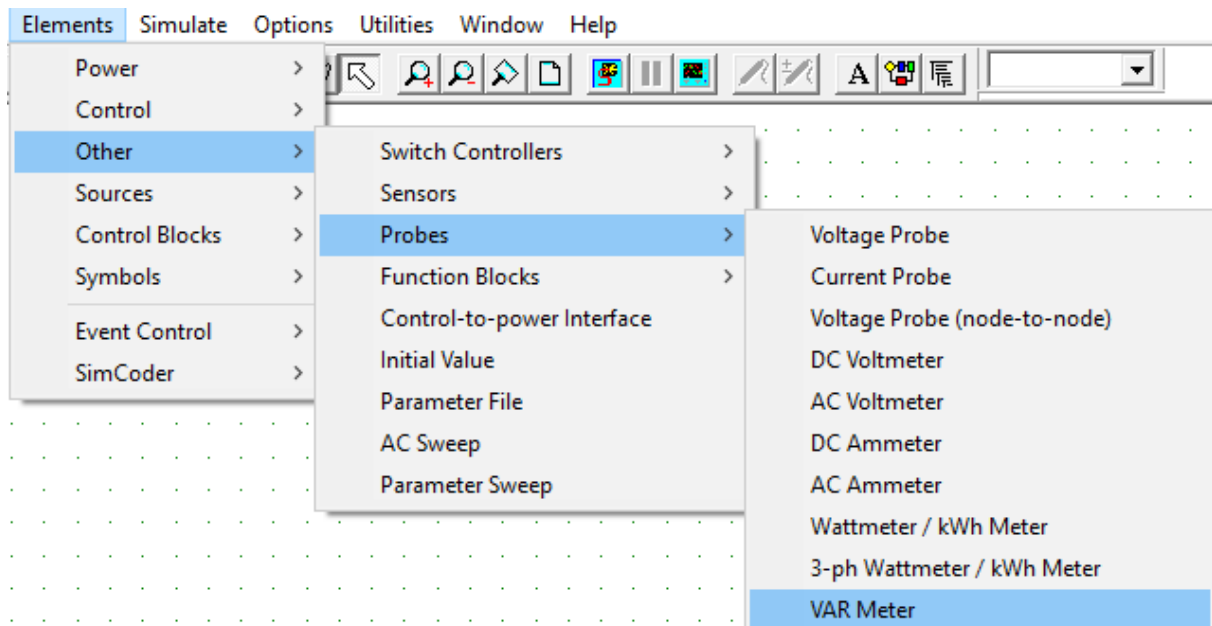 Elements Simulate Options Utilities Window Help
Power
Control
Other
Sources
Control Blocks
Symbols
Event Control
SimCoder
Switch Controllers
Sensors
Probes
Function Blocks
Control-to-power Interface
Initial Value
Parameter File
AC Sweep
Parameter Sweep
Voltage Probe
Current Probe
Voltage Probe (node-to-node)
DC Voltmeter
AC Voltmeter
DC Ammeter
AC Ammeter
Wattmeter / kWh Meter
3-ph Wattmeter / kWh Meter
VAR Meter